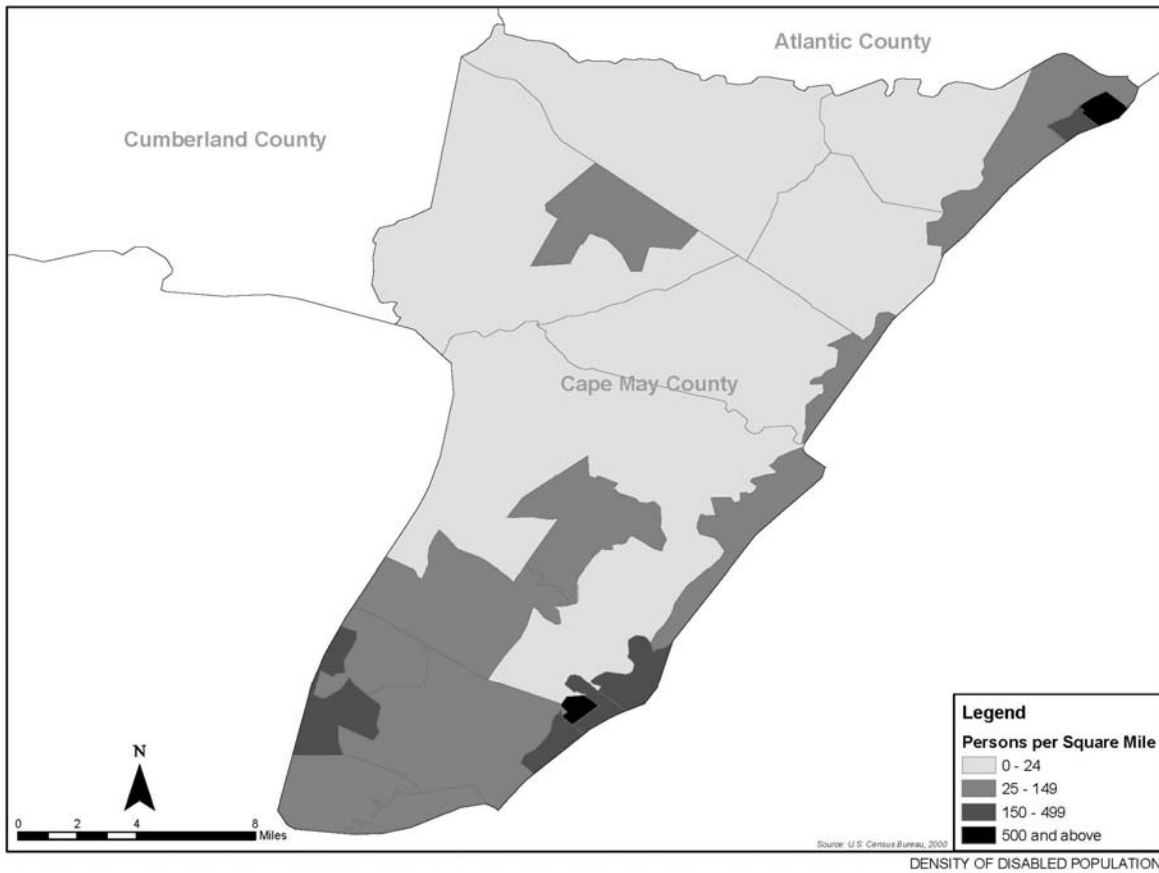 Atlantic County
Cumberland County
Cape May County
N
0 2 4 8
Miles
Legend
Persons per Square Mile
0 - 24
25 - 149
150 - 499
500 and above
Source: U.S. Census Bureau, 2000
DENSITY OF DISABLED POPULATION